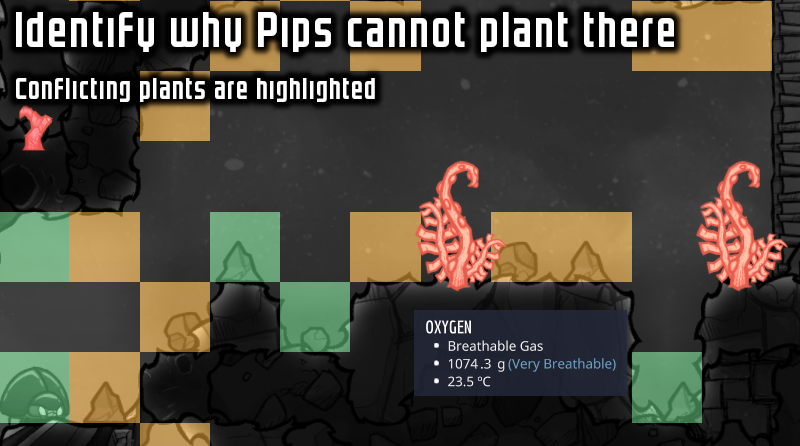 Identify why Pips cannot plant there
Conflicting plants are highlighted
OXYGEN
• Breathable Gas
• 1074.3 g (Very Breathable)
• 23.5 ºC